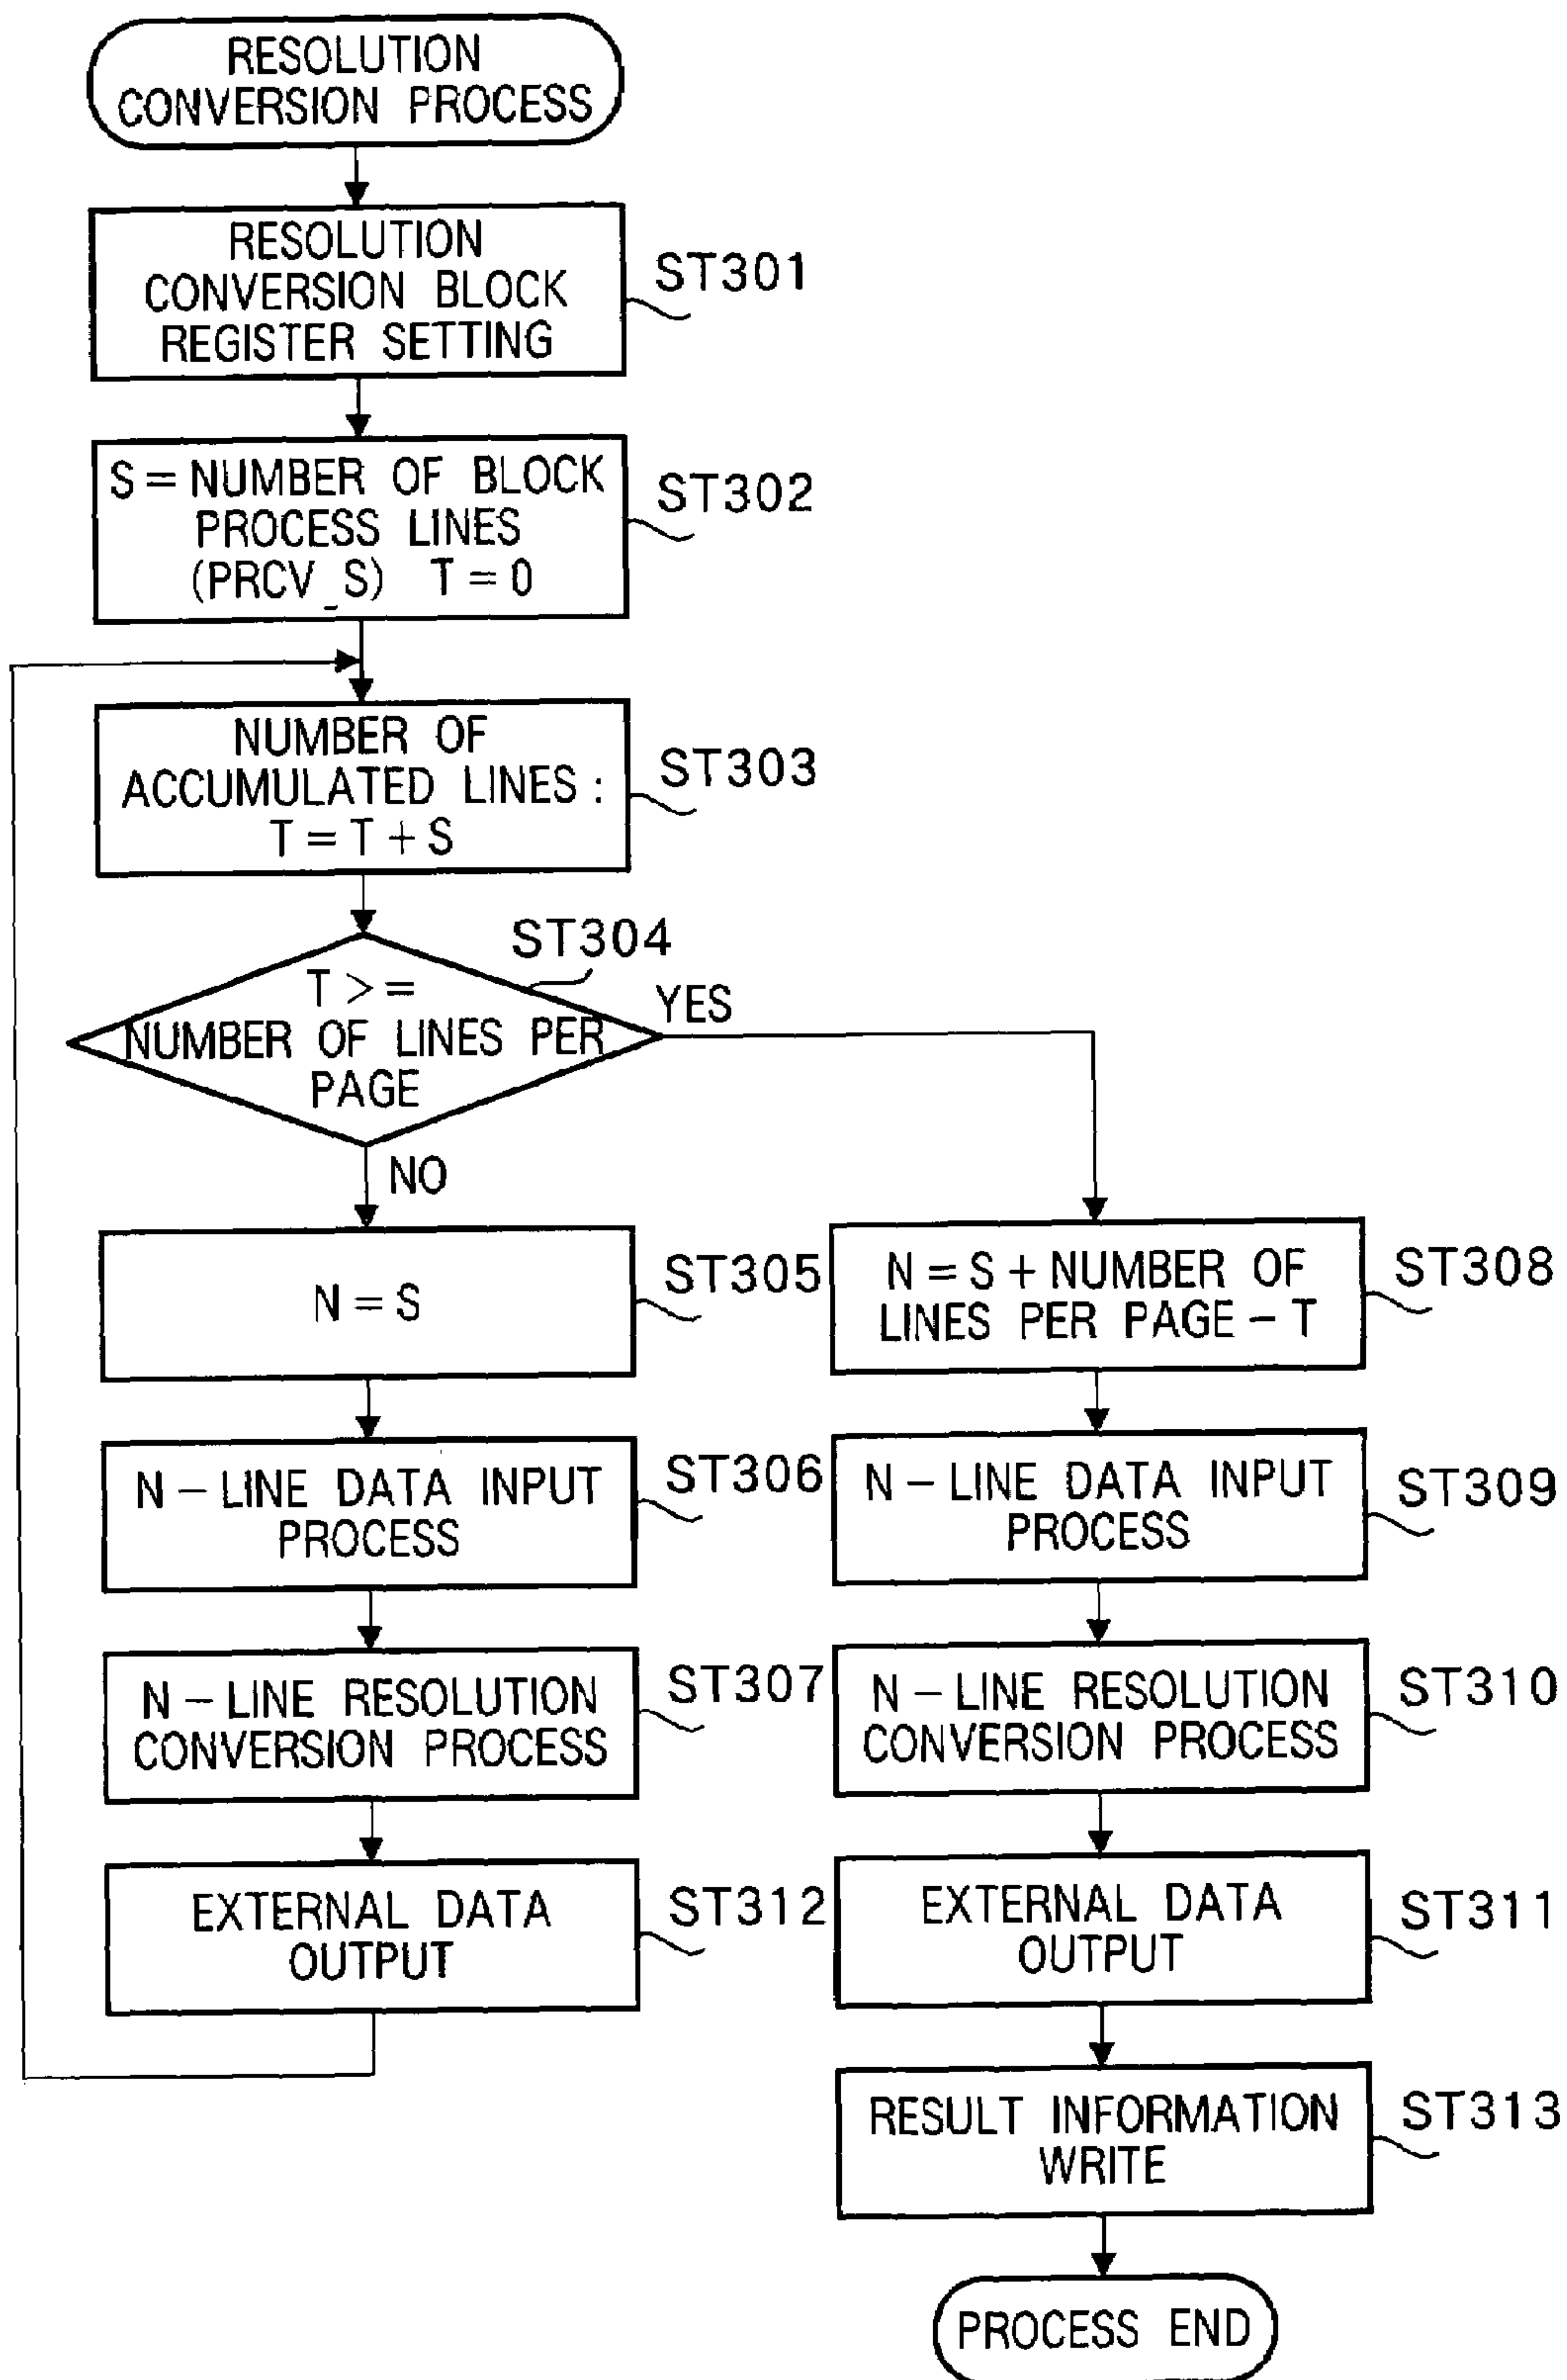 RESOLUTION
CONVERSION PROCESS
RESOLUTION
CONVERSION BLOCK
REGISTER SETTING
ST301
S = NUMBER OF BLOCK
PROCESS LINES
(PRCV_S) T = 0
ST302
NUMBER OF
ACCUMULATED LINES :
T = T + S
ST303
ST304
T >=
NUMBER OF LINES PER
PAGE
YES
NO
N = S
ST305
N – LINE DATA INPUT
PROCESS
ST306
N – LINE RESOLUTION
CONVERSION PROCESS
ST307
EXTERNAL DATA
OUTPUT
ST312
N = S + NUMBER OF
LINES PER PAGE – T
ST308
N – LINE DATA INPUT
PROCESS
ST309
N – LINE RESOLUTION
CONVERSION PROCESS
ST310
EXTERNAL DATA
OUTPUT
ST311
RESULT INFORMATION
WRITE
ST313
PROCESS END